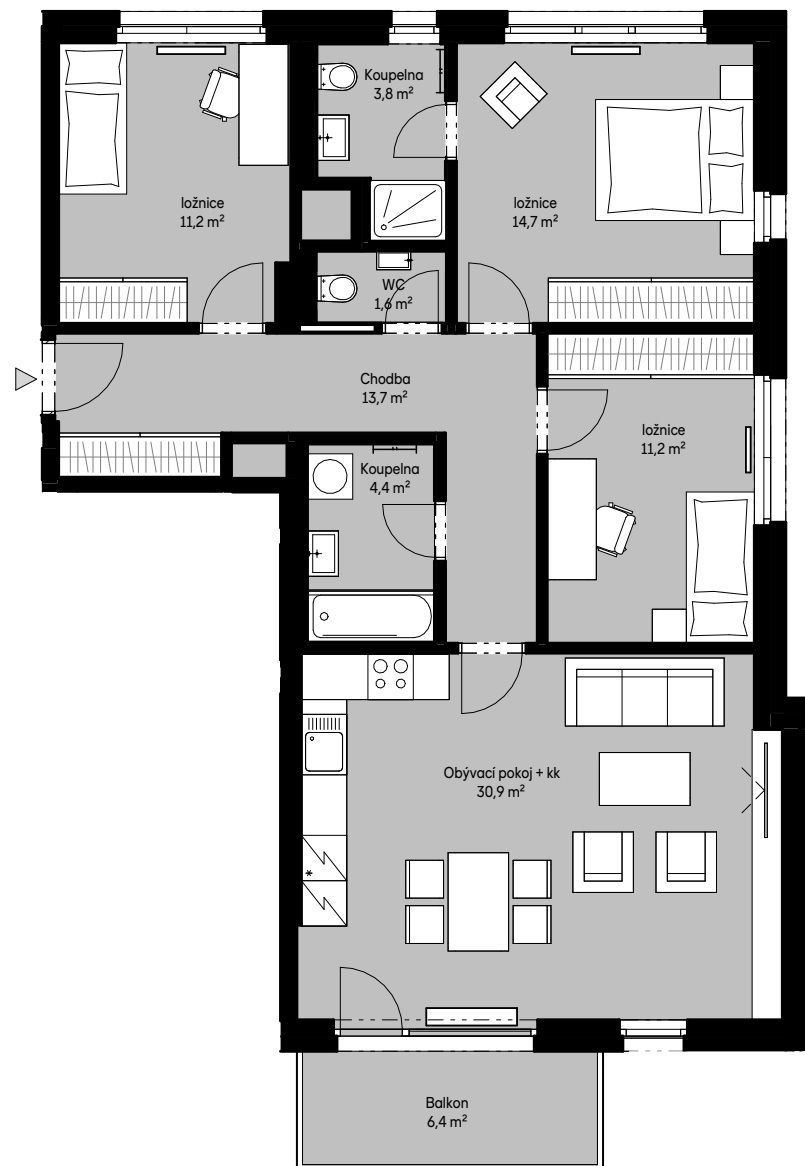 Koupelna
3,8 m²
ložnice
11,2 m²
ložnice
14,7 m²
WC
1,6 m²
Chodba
13,7 m²
ložnice
11,2 m²
Koupelna
4,4 m²
Obývací pokoj + kk
30,9 m²
Balkon
6,4 m²